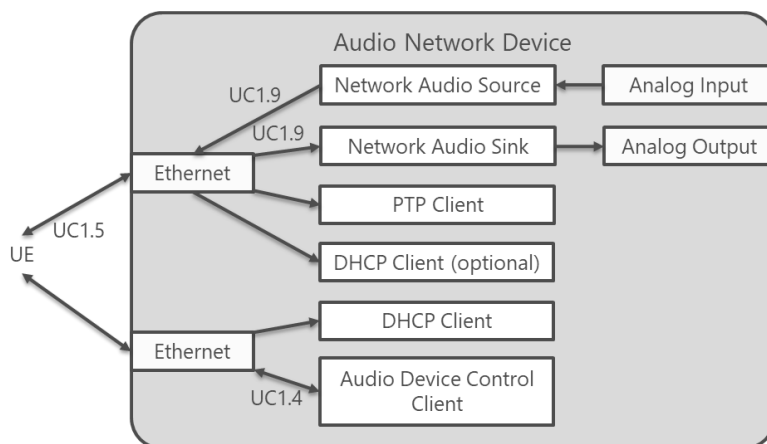 Audio Network Device
Network Audio Source
Analog Input
UC1.9
UC1.9
Network Audio Sink
Analog Output
Ethernet
PTP Client
UC1.5
UE
DHCP Client (optional)
DHCP Client
Ethernet
Audio Device Control
Client
UC1.4